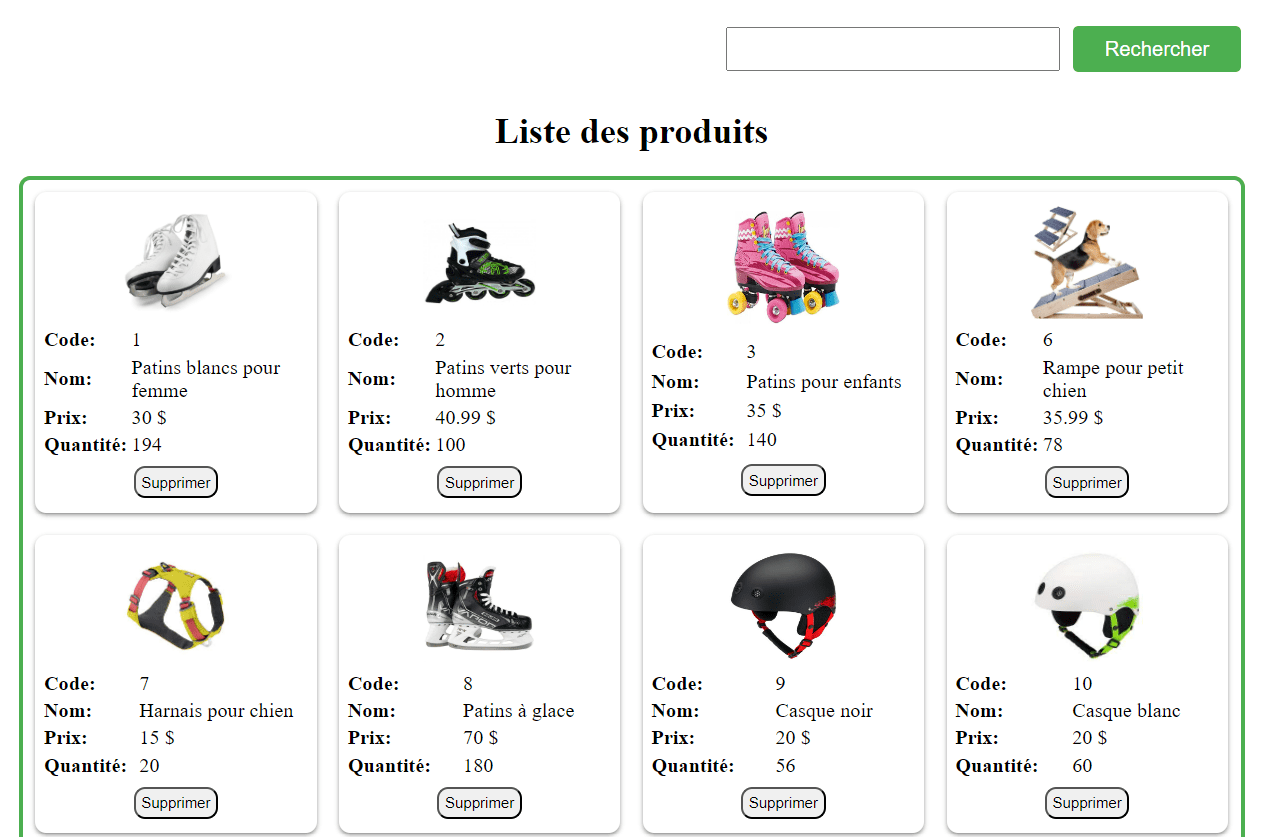 Rechercher
Liste des produits
Code: 1
Nom: Patins blancs pour
femme
Prix: 30 $
Quantité: 194
Supprimer
Code: 2
Nom: Patins verts pour
homme
Prix: 40.99 $
Quantité: 100
Supprimer
Code: 3
Nom: Patins pour enfants
Prix: 35 $
Quantité: 140
Supprimer
Code: 6
Nom: Rampe pour petit
chien
Prix: 35.99 $
Quantité: 78
Supprimer
Code: 7
Nom: Harnais pour chien
Prix: 15 $
Quantité: 20
Supprimer
Code: 8
Nom: Patins à glace
Prix: 70 $
Quantité: 180
Supprimer
Code: 9
Nom: Casque noir
Prix: 20 $
Quantité: 56
Supprimer
Code: 10
Nom: Casque blanc
Prix: 20 $
Quantité: 60
Supprimer